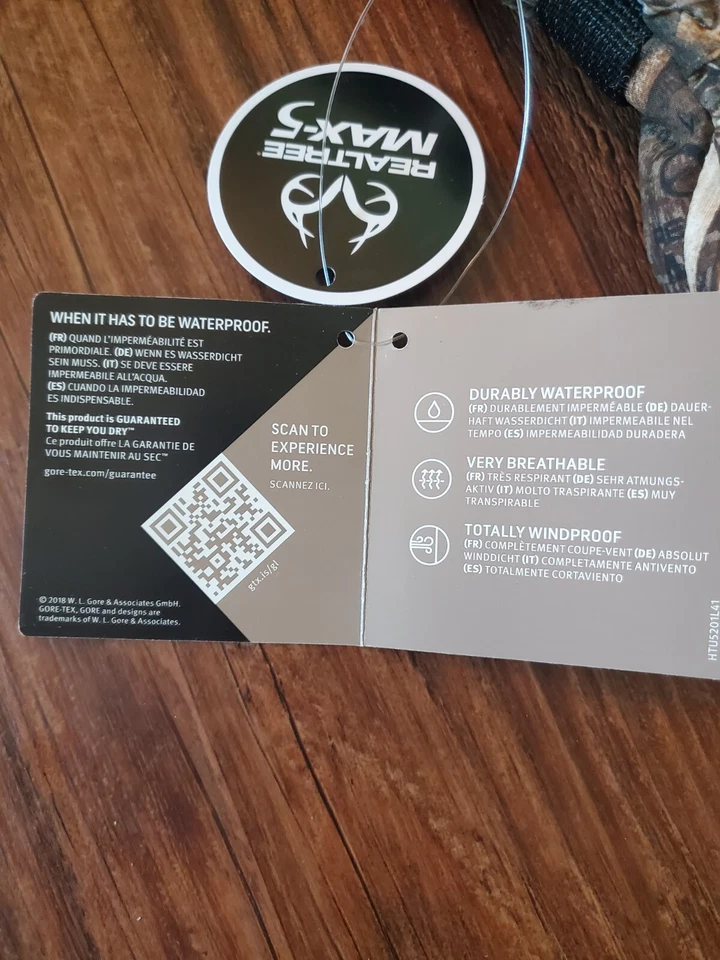 REALTREE®
MAX-5
WHEN IT HAS TO BE WATERPROOF.
(FR) QUAND L'IMPERMÉABILITÉ EST
PRIMORDIALE. (DE) WENN ES WASSERDICHT
SEIN MUSS. (IT) SE DEVE ESSERE
IMPERMEABILE ALL'ACQUA.
(ES) CUANDO LA IMPERMEABILIDAD
ES INDISPENSABLE.
This product is GUARANTEED
TO KEEP YOU DRY™
Ce produit offre LA GARANTIE DE
VOUS MAINTENIR AU SEC™
gore-tex.com/guarantee
SCAN TO
EXPERIENCE
MORE.
SCANNEZ ICI.
gtx.is/gl
© 2018 W. L. Gore & Associates GmbH.
GORE-TEX, GORE and designs are
trademarks of W. L. Gore & Associates.
DURABLY WATERPROOF
(FR) DURABLEMENT IMPERMÉABLE (DE) DAUER-
HAFT WASSERDICHT (IT) IMPERMEABILE NEL
TEMPO (ES) IMPERMEABILIDAD DURADERA
VERY BREATHABLE
(FR) TRÈS RESPIRANT (DE) SEHR ATMUNGS-
AKTIV (IT) MOLTO TRASPIRANTE (ES) MUY
TRANSPIRABLE
TOTALLY WINDPROOF
(FR) COMPLÈTEMENT COUPE-VENT (DE) ABSOLUT
WINDDICHT (IT) COMPLETAMENTE ANTIVENTO
(ES) TOTALMENTE CORTAVIENTO
HTU5201L41